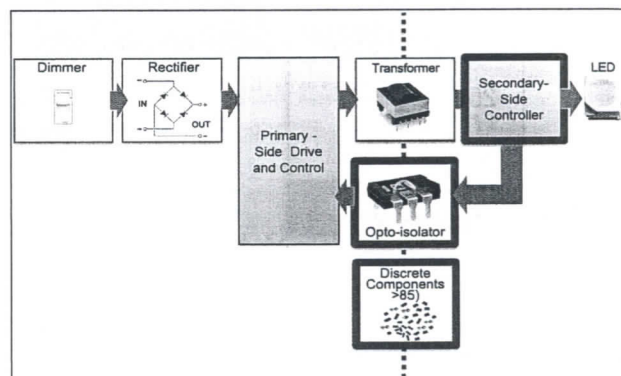 Dimmer
Rectifier
IN
OUT
Primary -
Side Drive
and Control
Transformer
Secondary-
Side
Controller
LED
Opto-isolator
Discrete
Components
>85)